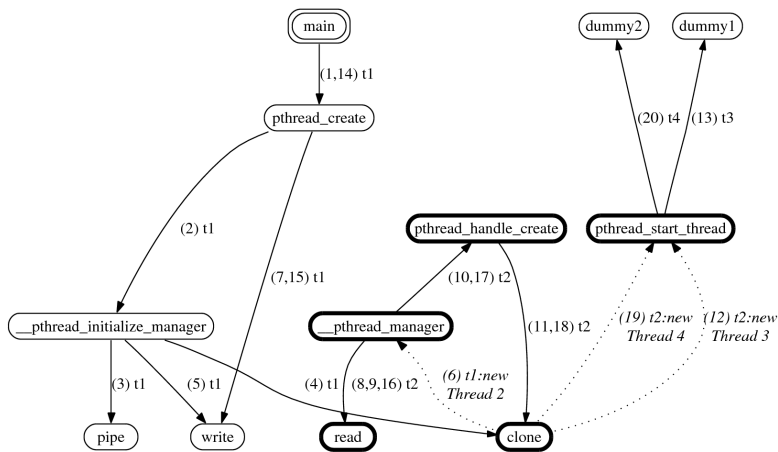 main
dummy2
dummy1
(1,14) t1
pthread_create
(20) t4
(13) t3
(2) t1
pthread_handle_create
pthread_start_thread
(7,15) t1
(10,17) t2
__pthread_initialize_manager
__pthread_manager
(11,18) t2
(19) t2:new
Thread 4
(12) t2:new
Thread 3
(3) t1
(5) t1
(4) t1
(8,9,16) t2
(6) t1:new
Thread 2
pipe
write
read
clone